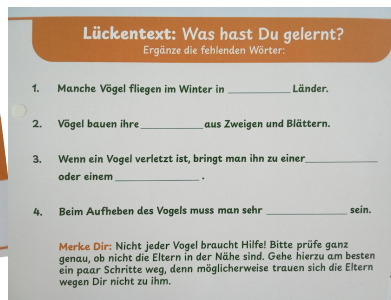 Lückentext: Was hast Du gelernt?
Ergänze die fehlenden Wörter:
1. Manche Vögel fliegen im Winter in __________ Länder.
2. Vögel bauen ihre __________ aus Zweigen und Blättern.
3. Wenn ein Vogel verletzt ist, bringt man ihn zu einer____________
oder einem ______________ .
4. Beim Aufheben des Vogels muss man sehr ______________ sein.
Merke Dir: Nicht jeder Vogel braucht Hilfe! Bitte prüfe ganz
genau, ob nicht die Eltern in der Nähe sind. Gehe hierzu am besten
ein paar Schritte weg, denn möglicherweise trauen sich die Eltern
wegen Dir nicht zu ihm.